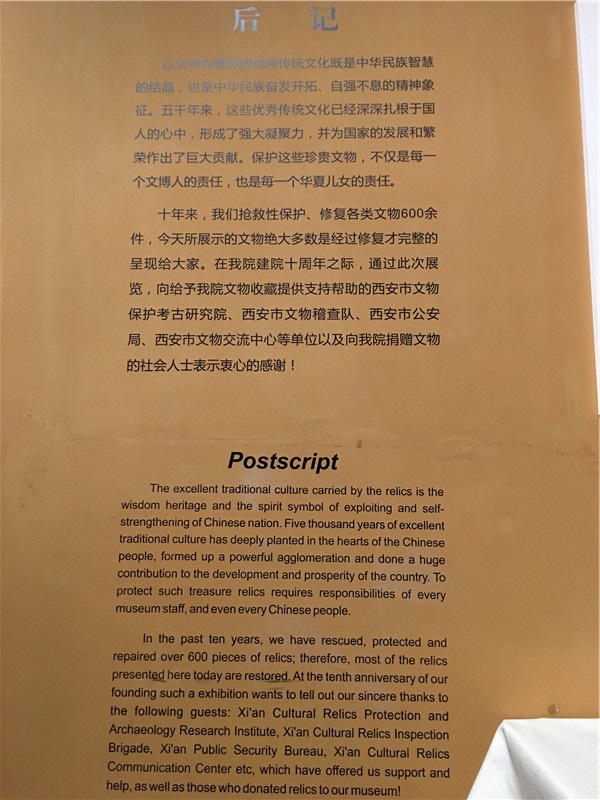 后 记
以文物为载体的优秀传统文化既是中华民族智慧
的结晶，也是中华民族奋发开拓、自强不息的精神象
征。五千年来，这些优秀传统文化已经深深扎根于国
人的心中，形成了强大凝聚力，并为国家的发展和繁
荣作出了巨大贡献。保护这些珍贵文物，不仅是每一
个文博人的责任，也是每一个华夏儿女的责任。
十年来，我们抢救性保护、修复各类文物600余
件，今天所展示的文物绝大多数是经过修复才完整的
呈现给大家。在我院建院十周年之际，通过此次展
览，向给予我院文物收藏提供支持帮助的西安市文物
保护考古研究院、西安市文物稽查队、西安市公安
局、西安市文物交流中心等单位以及向我院捐赠文物
的社会人士表示衷心的感谢！
Postscript
The excellent traditional culture carried by the relics is the
wisdom heritage and the spirit symbol of exploiting and self-
strengthening of Chinese nation. Five thousand years of excellent
traditional culture has deeply planted in the hearts of the Chinese
people, formed up a powerful agglomeration and done a huge
contribution to the development and prosperity of the country. To
protect such treasure relics requires responsibilities of every
museum staff, and even every Chinese people.
In the past ten years, we have rescued, protected and
repaired over 600 pieces of relics; therefore, most of the relics
presented here today are restored. At the tenth anniversary of our
founding such a exhibition wants to tell out our sincere thanks to
the following guests: Xi'an Cultural Relics Protection and
Archaeology Research Institute, Xi'an Cultural Relics Inspection
Brigade, Xi'an Public Security Bureau, Xi'an Cultural Relics
Communication Center etc, which have offered us support and
help, as well as those who donated relics to our museum!